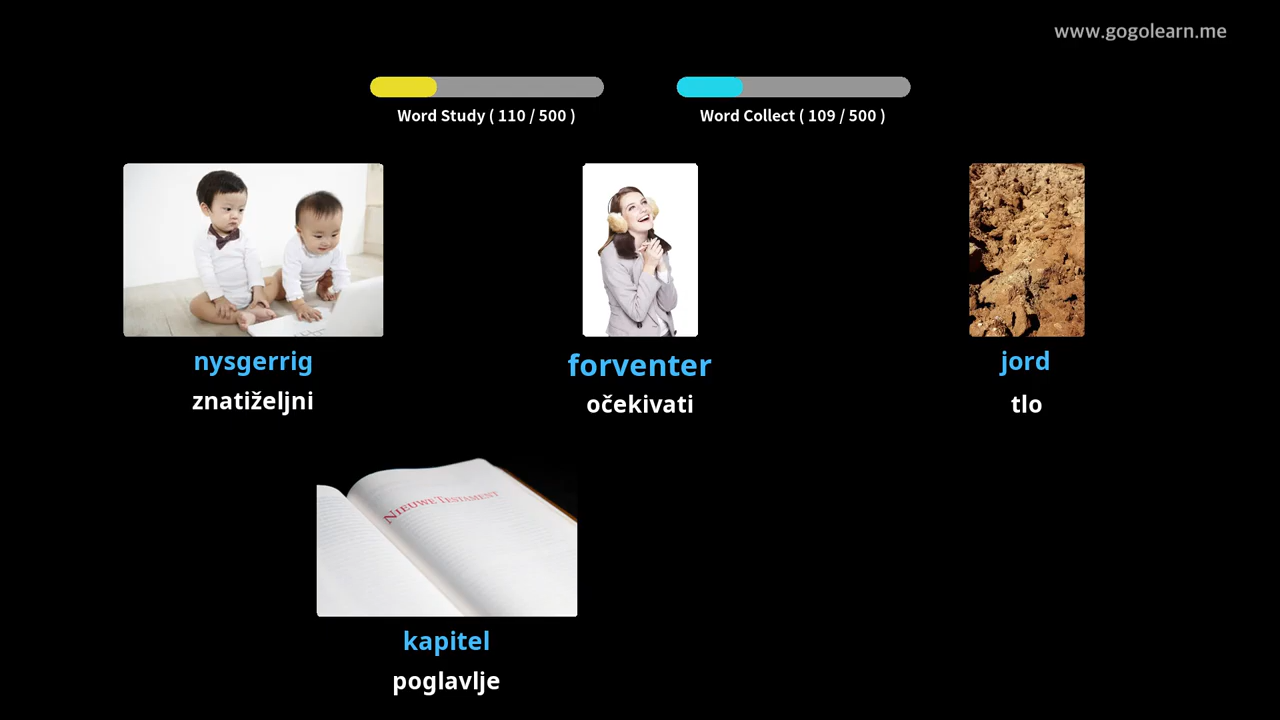 www.gogolearn.me
Word Study ( 110 / 500 )
Word Collect ( 109 / 500 )
nysgerrig
znatiželjni
forventer
očekivati
jord
tlo
NIEUWE TESTAMENT
kapitel
poglavlje